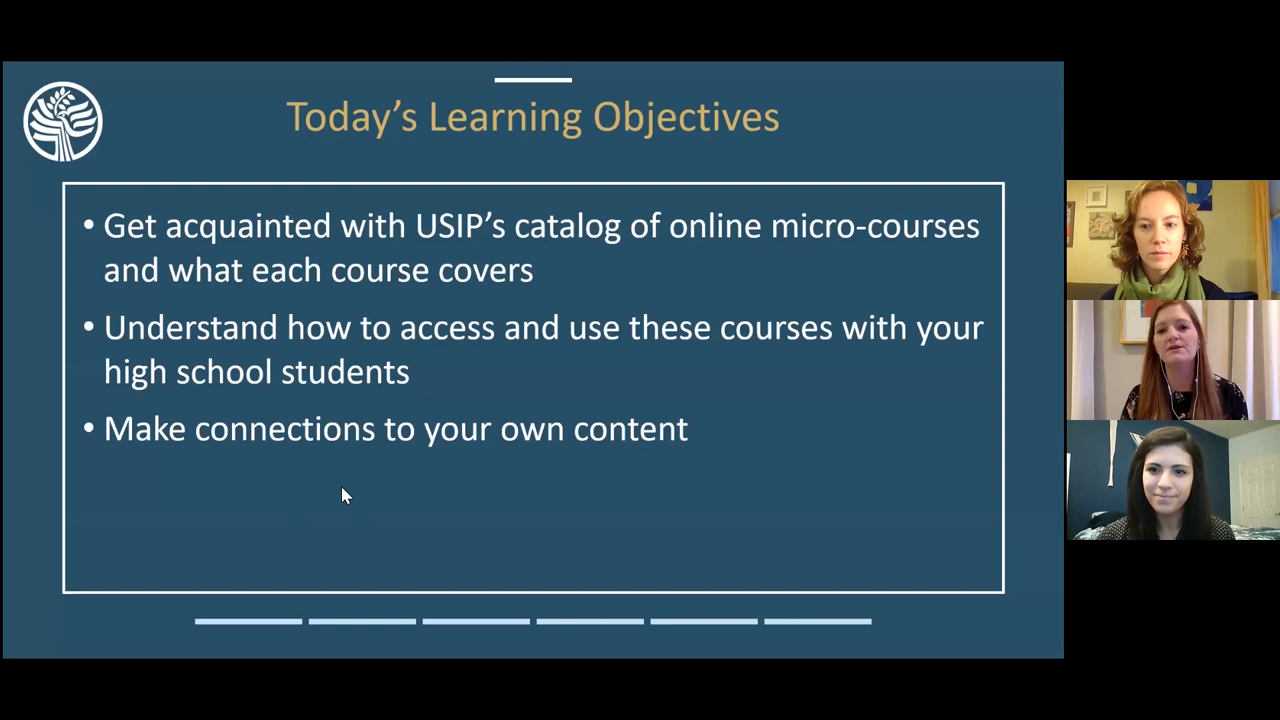 Today’s Learning Objectives
• Get acquainted with USIP’s catalog of online micro-courses
and what each course covers
• Understand how to access and use these courses with your
high school students
• Make connections to your own content